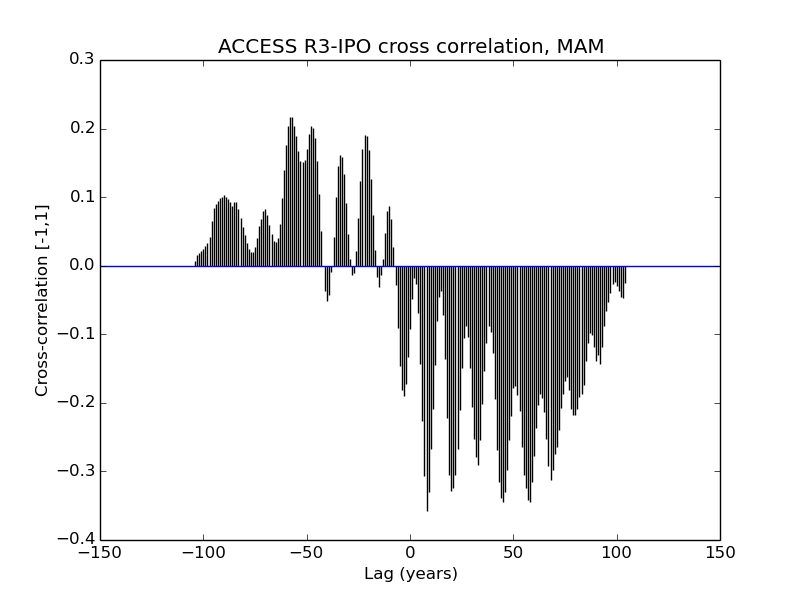 ACCESS R3-IPO cross correlation, MAM
0.3
0.2
0.1
0.0
−0.1
−0.2
−0.3
−0.4
Cross-correlation [-1,1]
−150 −100 −50 0 50 100 150
Lag (years)